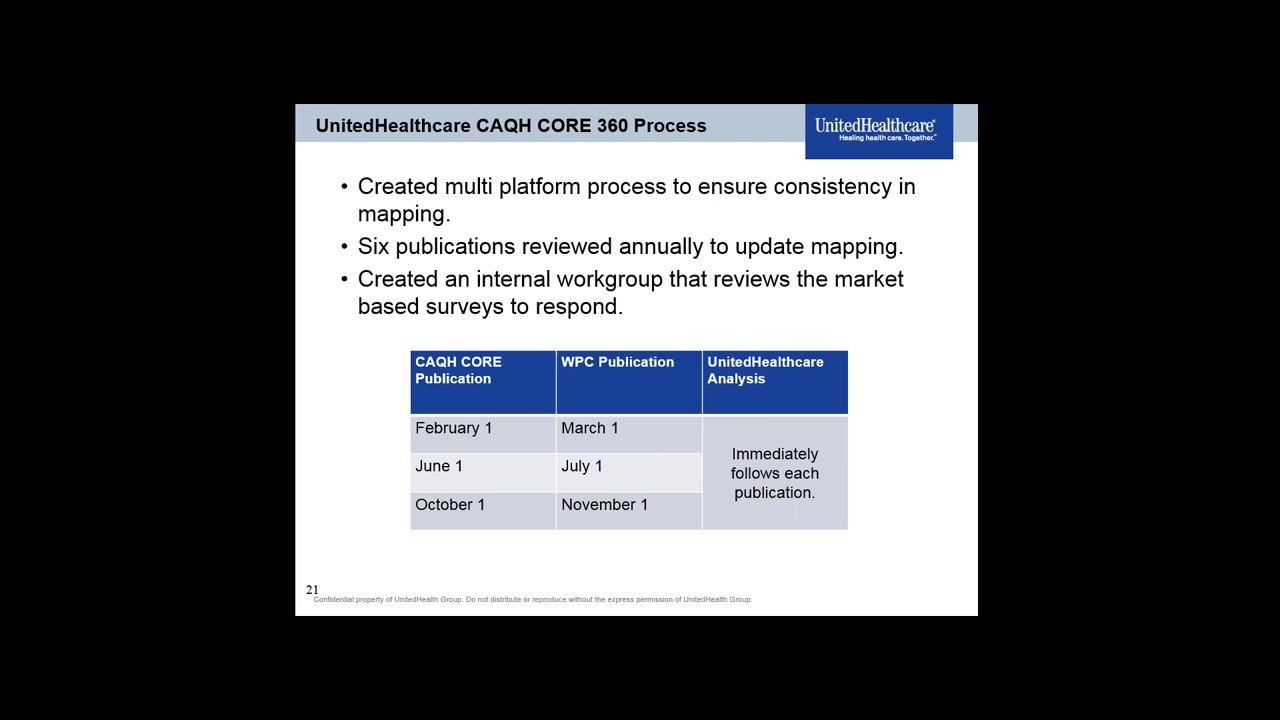 UnitedHealthcare CAQH CORE 360 Process
UnitedHealthcare®
Healing health care. Together.™
• Created multi platform process to ensure consistency in
mapping.
• Six publications reviewed annually to update mapping.
• Created an internal workgroup that reviews the market
based surveys to respond.
CAQH CORE
Publication
WPC Publication
UnitedHealthcare
Analysis
February 1
March 1
June 1
July 1
October 1
November 1
Immediately
follows each
publication.
21
Confidential property of UnitedHealth Group. Do not distribute or reproduce without the express permission of UnitedHealth Group.